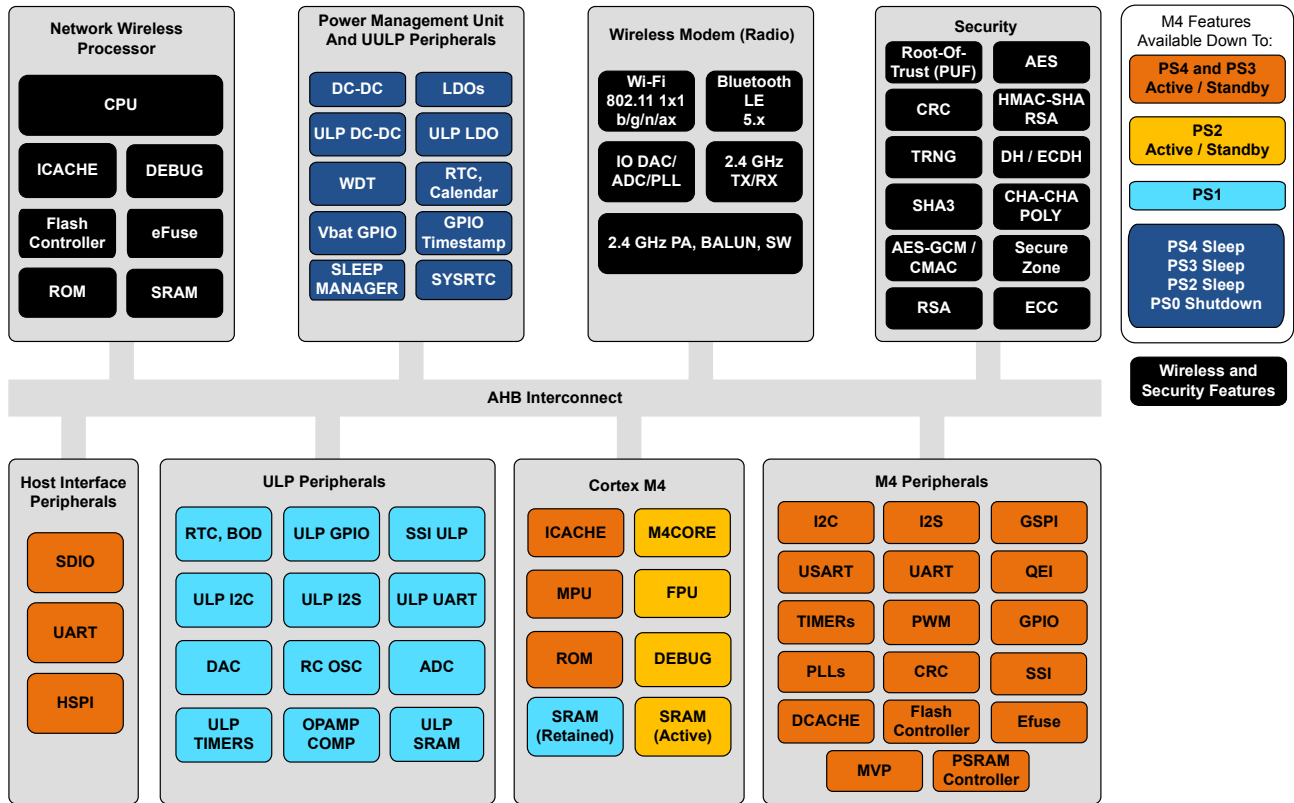 Network Wireless
Processor
CPU
ICACHE
DEBUG
Flash
Controller
eFuse
ROM
SRAM
Power Management Unit
And UULP Peripherals
DC-DC
LDOs
ULP DC-DC
ULP LDO
WDT
RTC,
Calendar
Vbat GPIO
GPIO
Timestamp
SLEEP
MANAGER
SYSRTC
Wireless Modem (Radio)
Wi-Fi
802.11 1x1
b/g/n/ax
Bluetooth
LE
5.x
IO DAC/
ADC/PLL
2.4 GHz
TX/RX
2.4 GHz PA, BALUN, SW
Security
Root-Of-
Trust (PUF)
AES
CRC
HMAC-SHA
RSA
TRNG
DH / ECDH
SHA3
CHA-CHA
POLY
AES-GCM /
CMAC
Secure
Zone
RSA
ECC
M4 Features
Available Down To:
PS4 and PS3
Active / Standby
PS2
Active / Standby
PS1
PS4 Sleep
PS3 Sleep
PS2 Sleep
PS0 Shutdown
Wireless and
Security Features
AHB Interconnect
Host Interface
Peripherals
SDIO
UART
HSPI
ULP Peripherals
RTC, BOD
ULP GPIO
SSI ULP
ULP I2C
ULP I2S
ULP UART
DAC
RC OSC
ADC
ULP
TIMERS
OPAMP
COMP
ULP
SRAM
Cortex M4
ICACHE
M4CORE
MPU
FPU
ROM
DEBUG
SRAM
(Retained)
SRAM
(Active)
M4 Peripherals
I2C
I2S
GSPI
USART
UART
QEI
TIMERs
PWM
GPIO
PLLs
CRC
SSI
DCACHE
Flash
Controller
Efuse
MVP
PSRAM
Controller